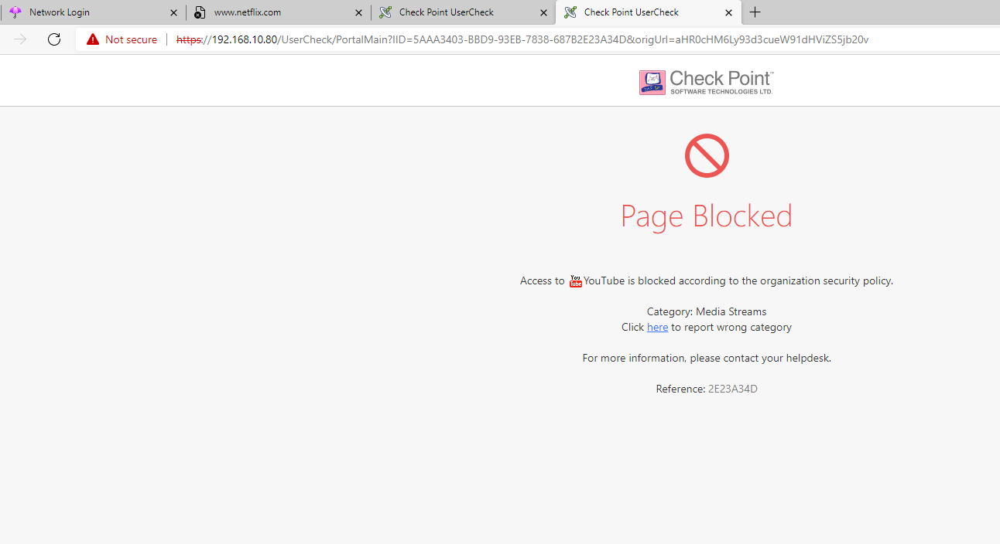 Network Login
www.netflix.com
Check Point UserCheck
Check Point UserCheck
Not secure
https://192.168.10.80/UserCheck/PortalMain?IID=5AAA3403-BBD9-93EB-7838-687B2E23A34D&origUrl=aHR0cHM6Ly93d3cueW91dHViZS5jb20v
Check Point™
SOFTWARE TECHNOLOGIES LTD.
Page Blocked
Access to You Tube YouTube is blocked according to the organization security policy.
Category: Media Streams
Click here to report wrong category
For more information, please contact your helpdesk.
Reference: 2E23A34D